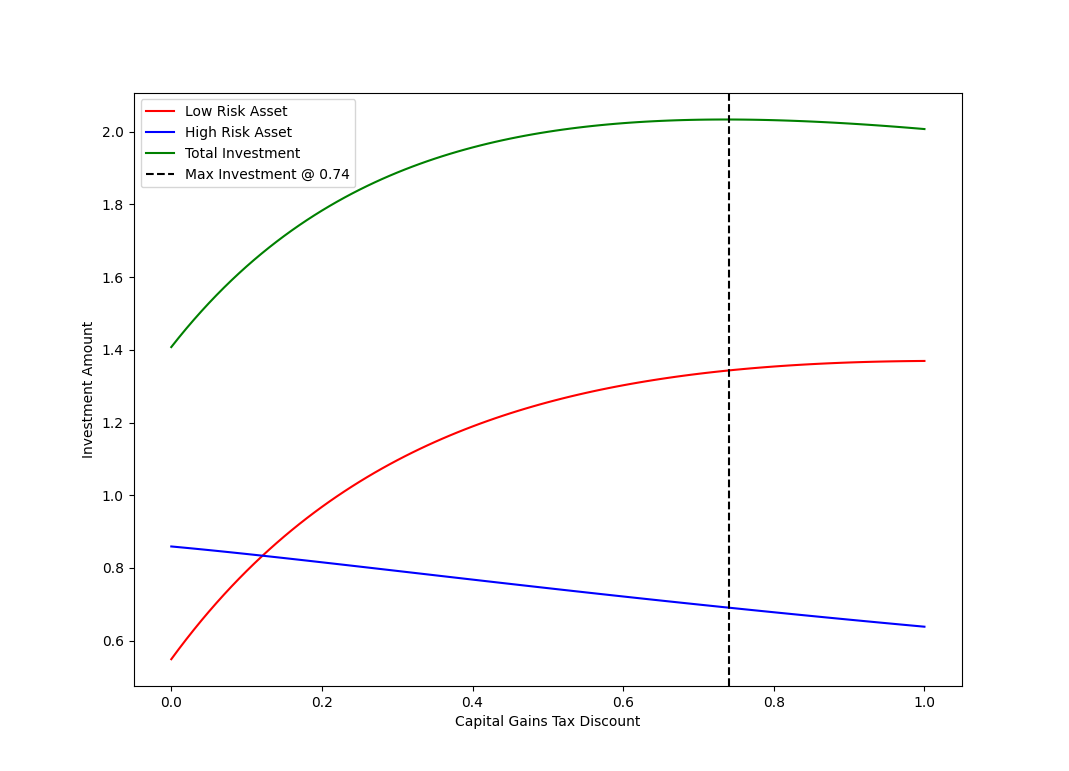 Low Risk Asset
High Risk Asset
Total Investment
Max Investment @ 0.74
2.0
1.8
1.6
1.4
1.2
1.0
0.8
0.6
Investment Amount
0.0 0.2 0.4 0.6 0.8 1.0
Capital Gains Tax Discount